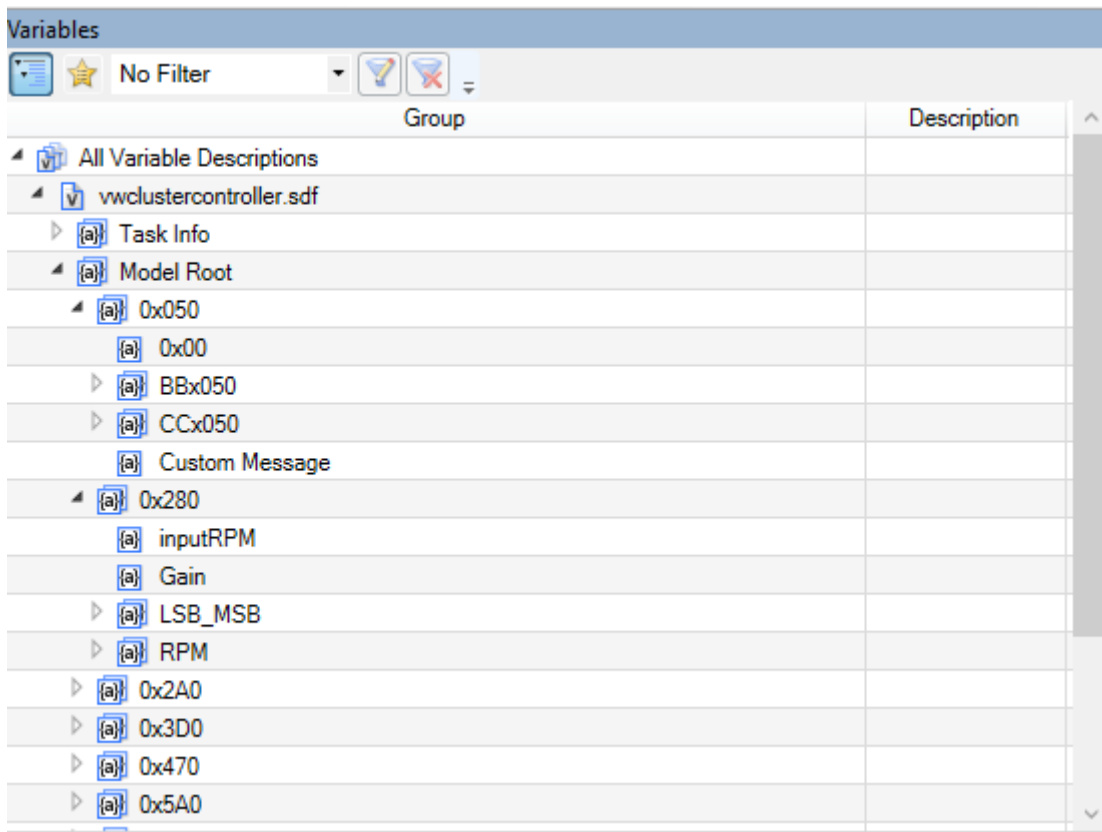 Variables
No Filter
Group Description
All Variable Descriptions
vwclustercontroller.sdf
Task Info
Model Root
0x050
0x00
BBx050
CCx050
Custom Message
0x280
inputRPM
Gain
LSB_MSB
RPM
0x2A0
0x3D0
0x470
0x5A0